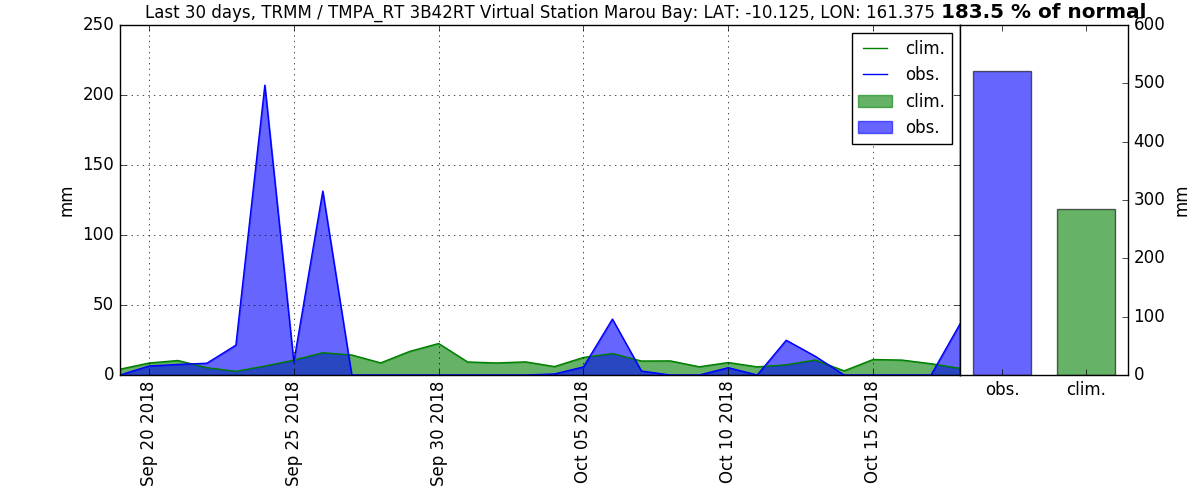 Last 30 days, TRMM / TMPA_RT 3B42RT Virtual Station Marou Bay: LAT: -10.125, LON: 161.375 183.5 % of normal
250
200
150
100
50
0
mm
clim.
obs.
clim.
obs.
600
500
400
300
200
100
0
mm
Sep 20 2018
Sep 25 2018
Sep 30 2018
Oct 05 2018
Oct 10 2018
Oct 15 2018
obs.
clim.